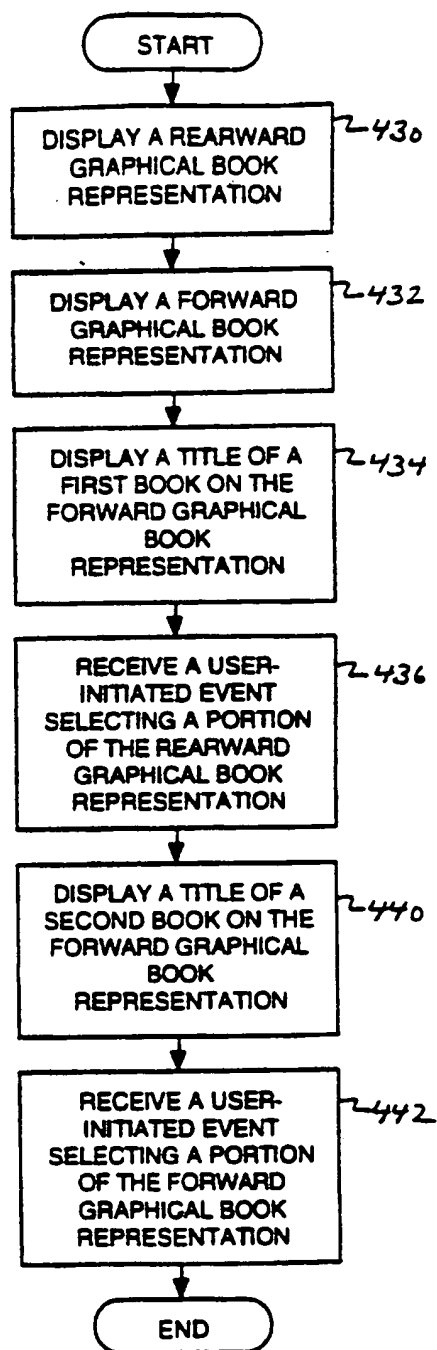 START
DISPLAY A REARWARD
GRAPHICAL BOOK
REPRESENTATION
430
DISPLAY A FORWARD
GRAPHICAL BOOK
REPRESENTATION
432
DISPLAY A TITLE OF A
FIRST BOOK ON THE
FORWARD GRAPHICAL
BOOK
REPRESENTATION
434
RECEIVE A USER-
INITIATED EVENT
SELECTING A PORTION
OF THE REARWARD
GRAPHICAL BOOK
REPRESENTATION
436
DISPLAY A TITLE OF A
SECOND BOOK ON THE
FORWARD GRAPHICAL
BOOK
REPRESENTATION
440
RECEIVE A USER-
INITIATED EVENT
SELECTING A PORTION
OF THE FORWARD
GRAPHICAL BOOK
REPRESENTATION
442
END